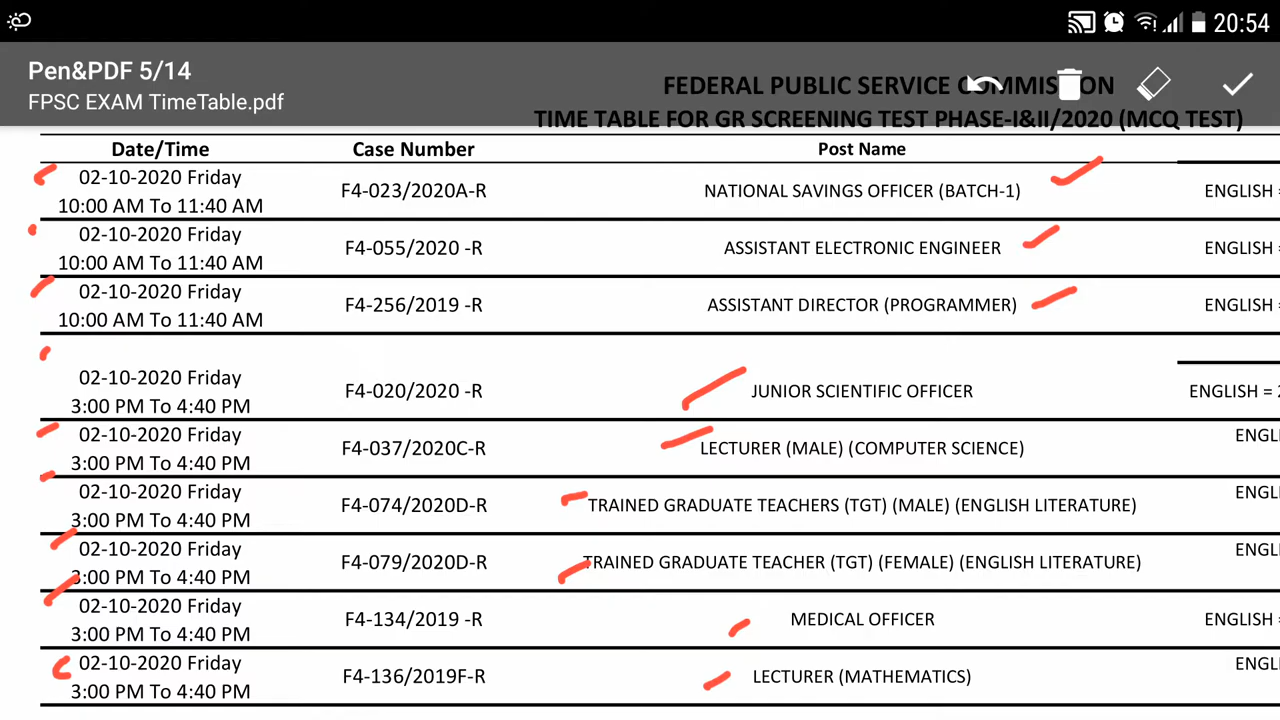 20:54
Pen&PDF 5/14
FPSC EXAM TimeTable.pdf
FEDERAL PUBLIC SERVICE COMMISSION
TIME TABLE FOR GR SCREENING TEST PHASE-I&II/2020 (MCQ TEST)
Date/Time Case Number Post Name
02-10-2020 Friday
10:00 AM To 11:40 AM F4-023/2020A-R NATIONAL SAVINGS OFFICER (BATCH-1) ENGLISH =
02-10-2020 Friday
10:00 AM To 11:40 AM F4-055/2020 -R ASSISTANT ELECTRONIC ENGINEER ENGLISH =
02-10-2020 Friday
10:00 AM To 11:40 AM F4-256/2019 -R ASSISTANT DIRECTOR (PROGRAMMER) ENGLISH =
02-10-2020 Friday
3:00 PM To 4:40 PM F4-020/2020 -R JUNIOR SCIENTIFIC OFFICER ENGLISH = 2
02-10-2020 Friday
3:00 PM To 4:40 PM F4-037/2020C-R LECTURER (MALE) (COMPUTER SCIENCE) ENGL
02-10-2020 Friday
3:00 PM To 4:40 PM F4-074/2020D-R TRAINED GRADUATE TEACHERS (TGT) (MALE) (ENGLISH LITERATURE) ENGL
02-10-2020 Friday
3:00 PM To 4:40 PM F4-079/2020D-R TRAINED GRADUATE TEACHER (TGT) (FEMALE) (ENGLISH LITERATURE) ENGL
02-10-2020 Friday
3:00 PM To 4:40 PM F4-134/2019 -R MEDICAL OFFICER ENGLISH =
02-10-2020 Friday
3:00 PM To 4:40 PM F4-136/2019F-R LECTURER (MATHEMATICS) ENGL